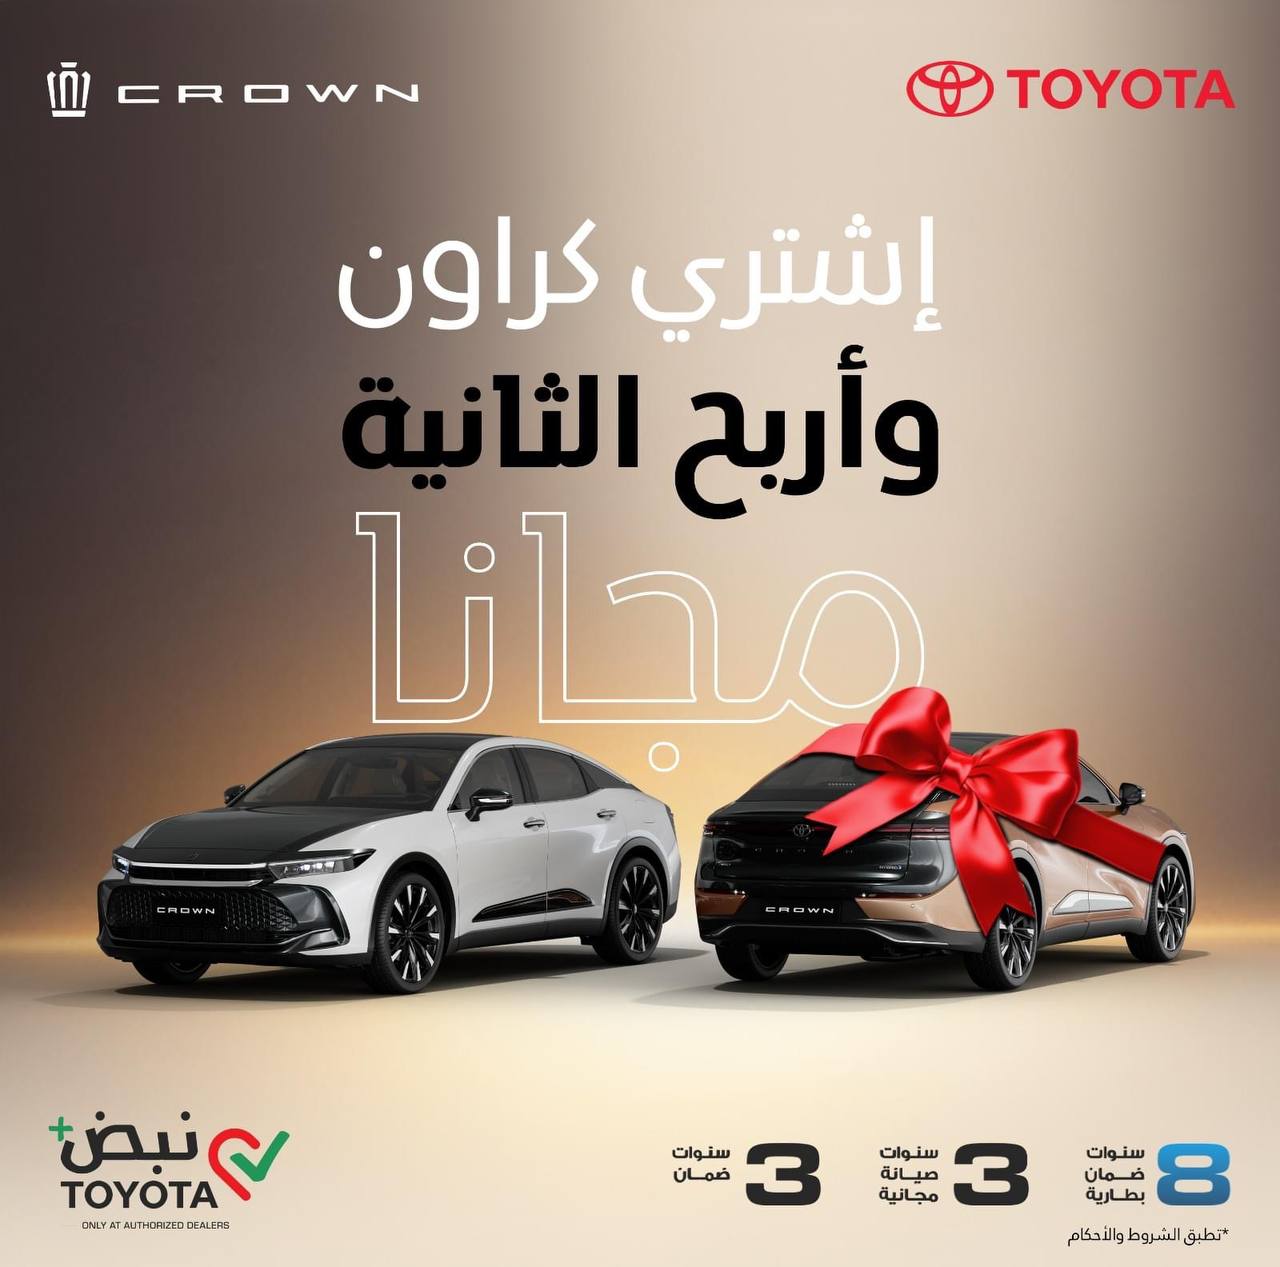 CROWN
TOYOTA
إشتري كراون
وأربح الثانية
مجانا
CROWN
CROWN
8 سنوات
ضمان
بطارية
3 سنوات
صيانة
مجانية
3 سنوات
ضمان
*تطبق الشروط والأحكام
نبض+
TOYOTA
ONLY AT AUTHORIZED DEALERS